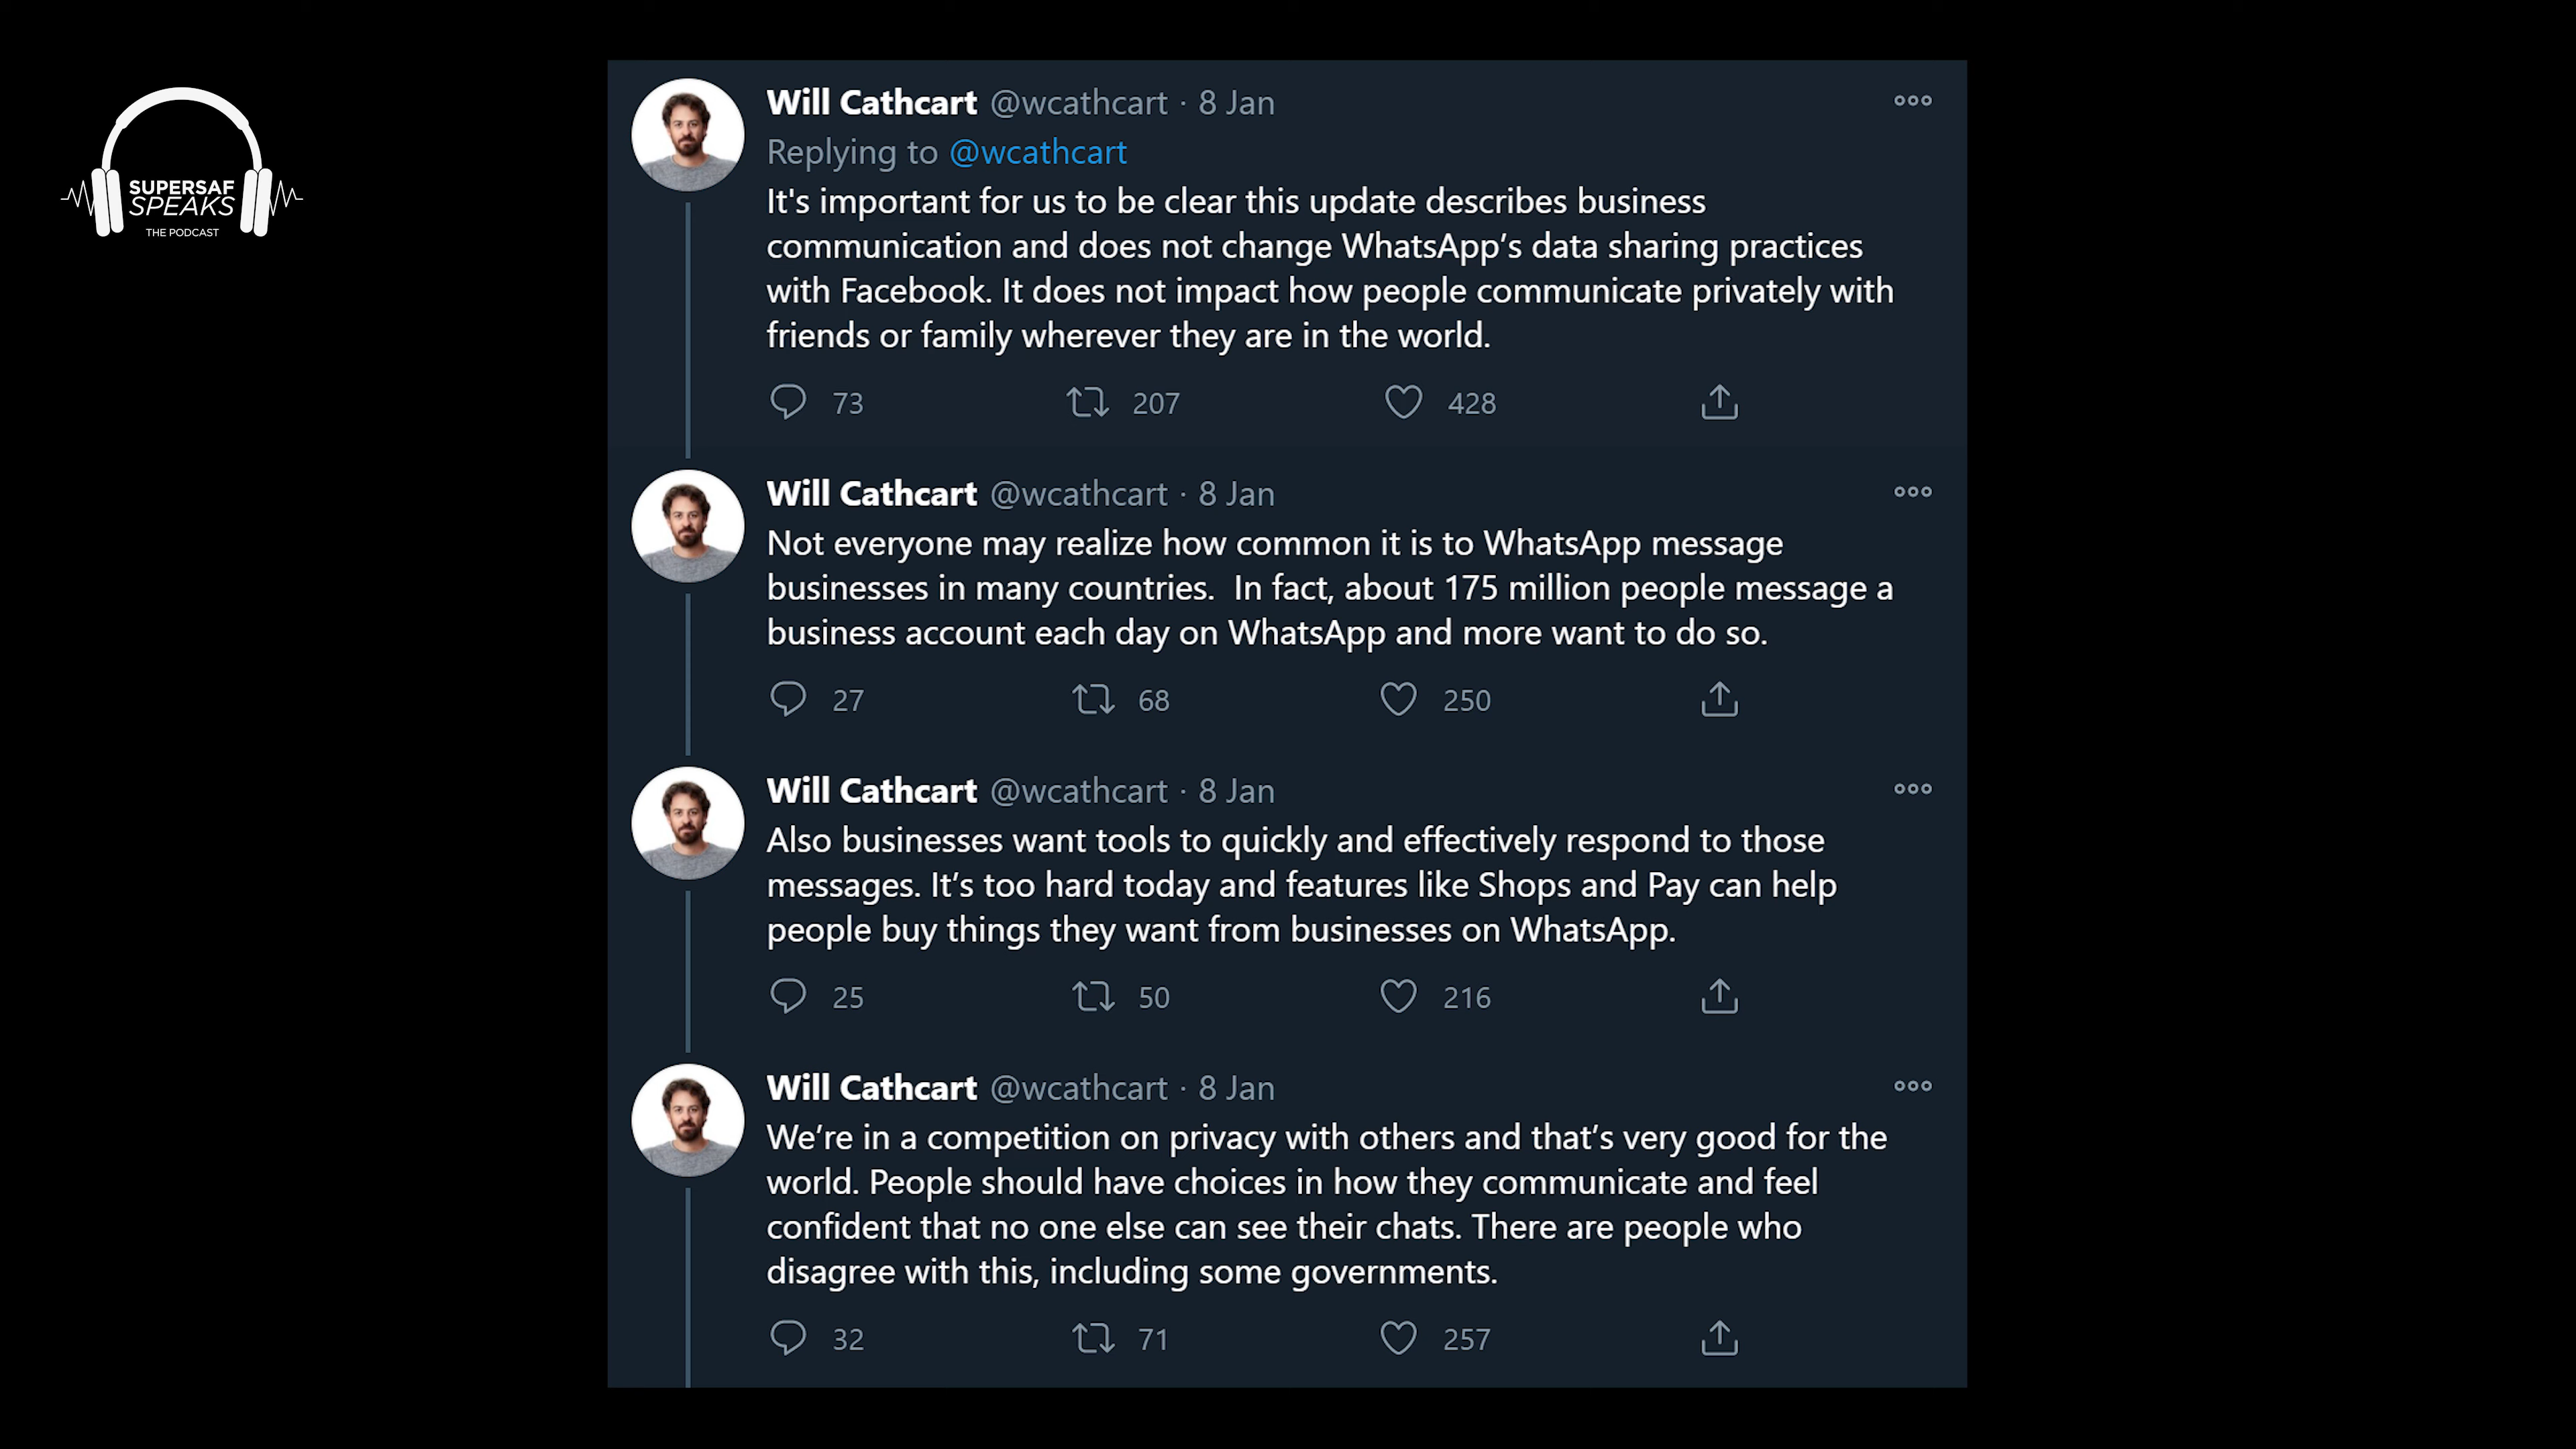 SUPERSAF
SPEAKS
THE PODCAST
Will Cathcart @wcathcart · 8 Jan
Replying to @wcathcart
It's important for us to be clear this update describes business
communication and does not change WhatsApp’s data sharing practices
with Facebook. It does not impact how people communicate privately with
friends or family wherever they are in the world.
73 207 428
Will Cathcart @wcathcart · 8 Jan
Not everyone may realize how common it is to WhatsApp message
businesses in many countries.  In fact, about 175 million people message a
business account each day on WhatsApp and more want to do so.
27 68 250
Will Cathcart @wcathcart · 8 Jan
Also businesses want tools to quickly and effectively respond to those
messages. It’s too hard today and features like Shops and Pay can help
people buy things they want from businesses on WhatsApp.
25 50 216
Will Cathcart @wcathcart · 8 Jan
We’re in a competition on privacy with others and that’s very good for the
world. People should have choices in how they communicate and feel
confident that no one else can see their chats. There are people who
disagree with this, including some governments.
32 71 257